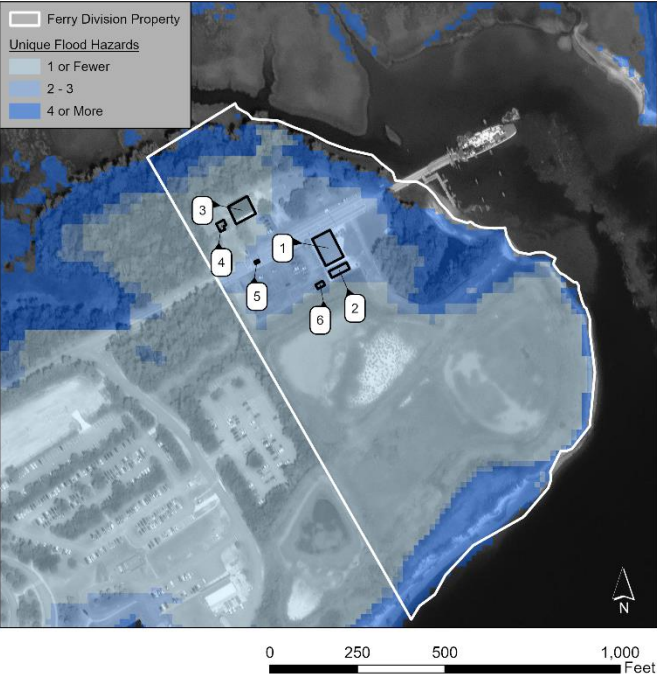 Ferry Division Property
Unique Flood Hazards
1 or Fewer
2 - 3
4 or More
3
4
1
5
6
2
N
0 250 500 1,000
Feet